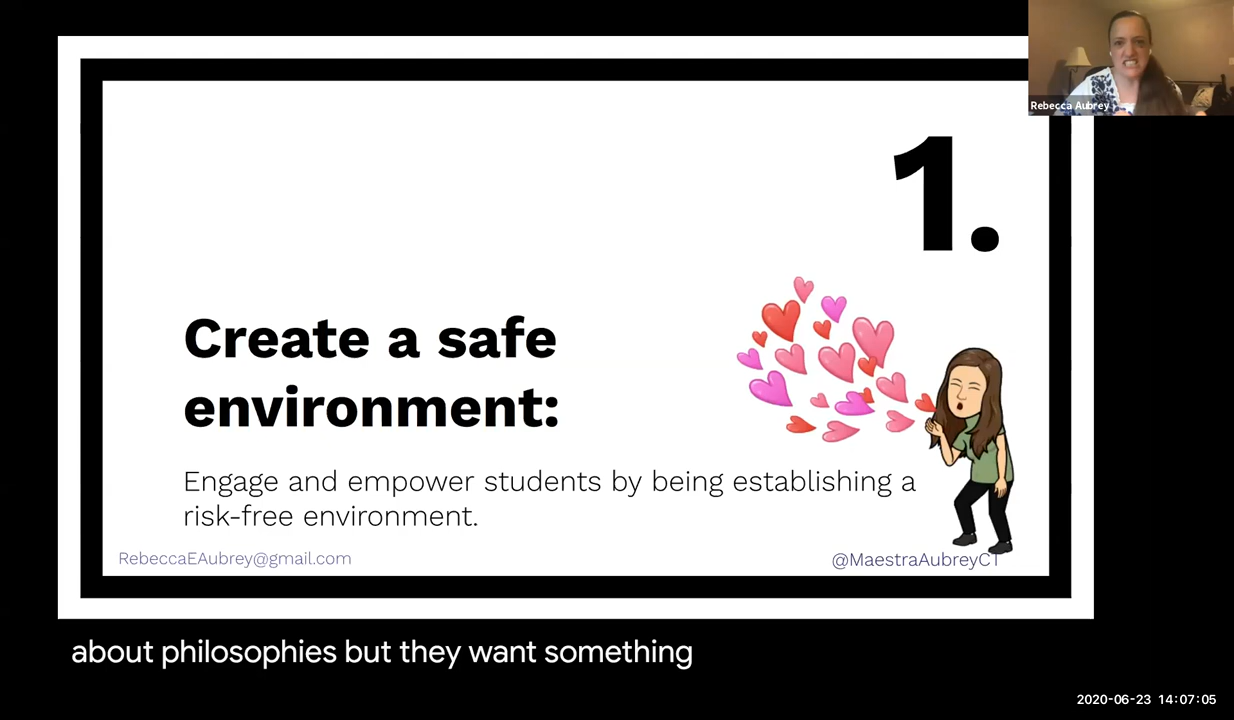 Rebecca Aubrey
1.
Create a safe
environment:
Engage and empower students by being establishing a
risk-free environment.
RebeccaEAubrey@gmail.com
@MaestraAubreyCT
about philosophies but they want something
2020-06-23 14:07:05